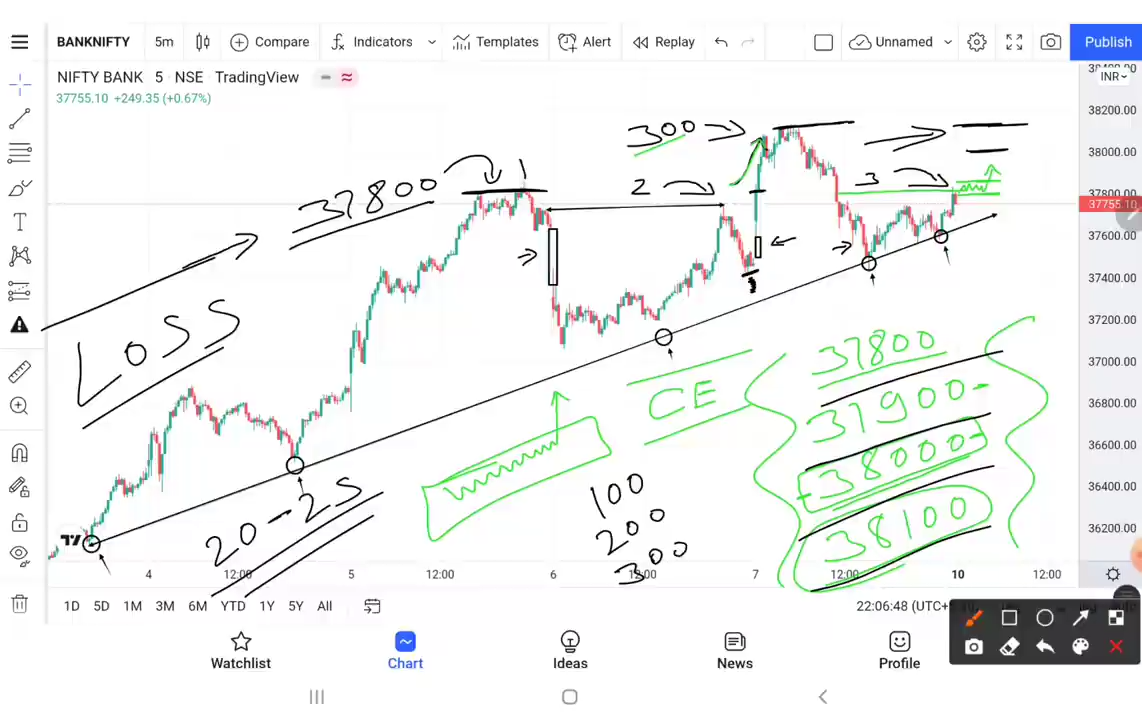 BANKNIFTY 5m Compare Indicators Templates Alert Replay Unnamed Publish
NIFTY BANK 5 NSE TradingView
37755.10 +249.35 (+0.67%)
INR
38400.00
38200.00
38000.00
37800.00
37755.10
37600.00
37400.00
37200.00
37000.00
36800.00
36600.00
36400.00
36200.00
300
1
2
3
37800
LOSS
20-25
CE
100
200
300
37800
37900-
-38000-
38100
4 12:00 5 12:00 6 12:00 7 12:00 10 12:00
1D 5D 1M 3M 6M YTD 1Y 5Y All
22:06:48 (UTC+
Watchlist Chart Ideas News Profile